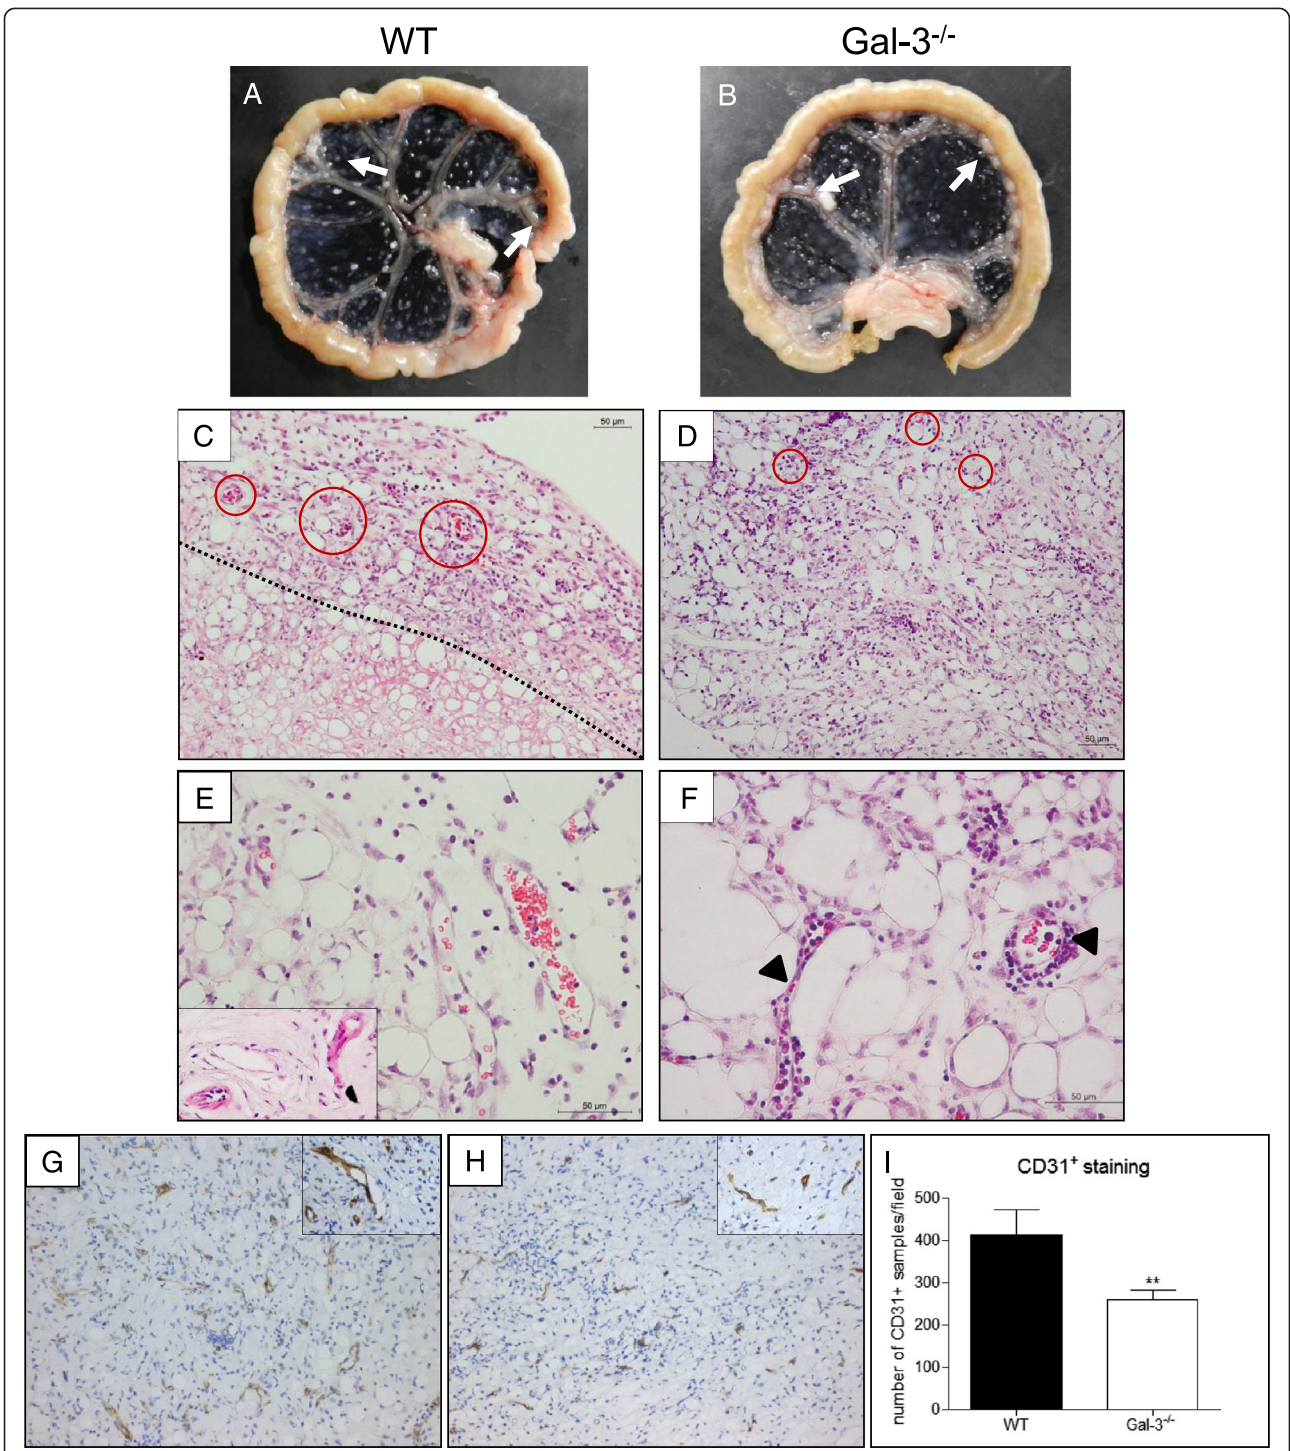 WT
Gal-3-/-
A
B
C
50 µm
D
50 µm
E
50 µm
F
50 µm
G
H
I
CD31+ staining
number of CD31+ samples/field
500
400
300
200
100
0
**
WT
Gal-3-/-